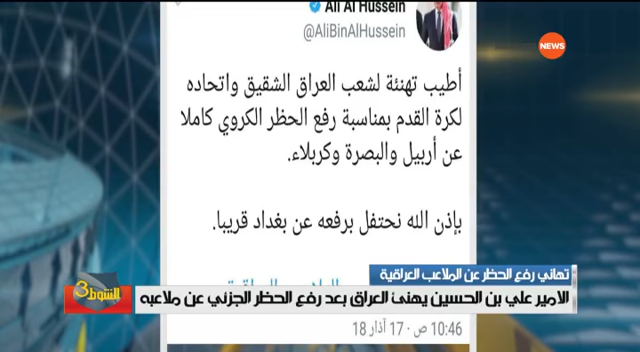 Ali Al Hussein
@AliBinAlHussein
NEWS
أطيب تهنئة لشعب العراق الشقيق واتحاده
لكرة القدم بمناسبة رفع الحظر الكروي كاملا
عن أربيل والبصرة وكربلاء.
بإذن الله نحتفل برفعه عن بغداد قريبا.
تهاني رفع الحظر عن الملاعب العراقية
الامير علي بن الحسين يهنئ العراق بعد رفع الحظر الجزئي عن ملاعبه
الشوط3
10:46 ص · 17 آذار 18